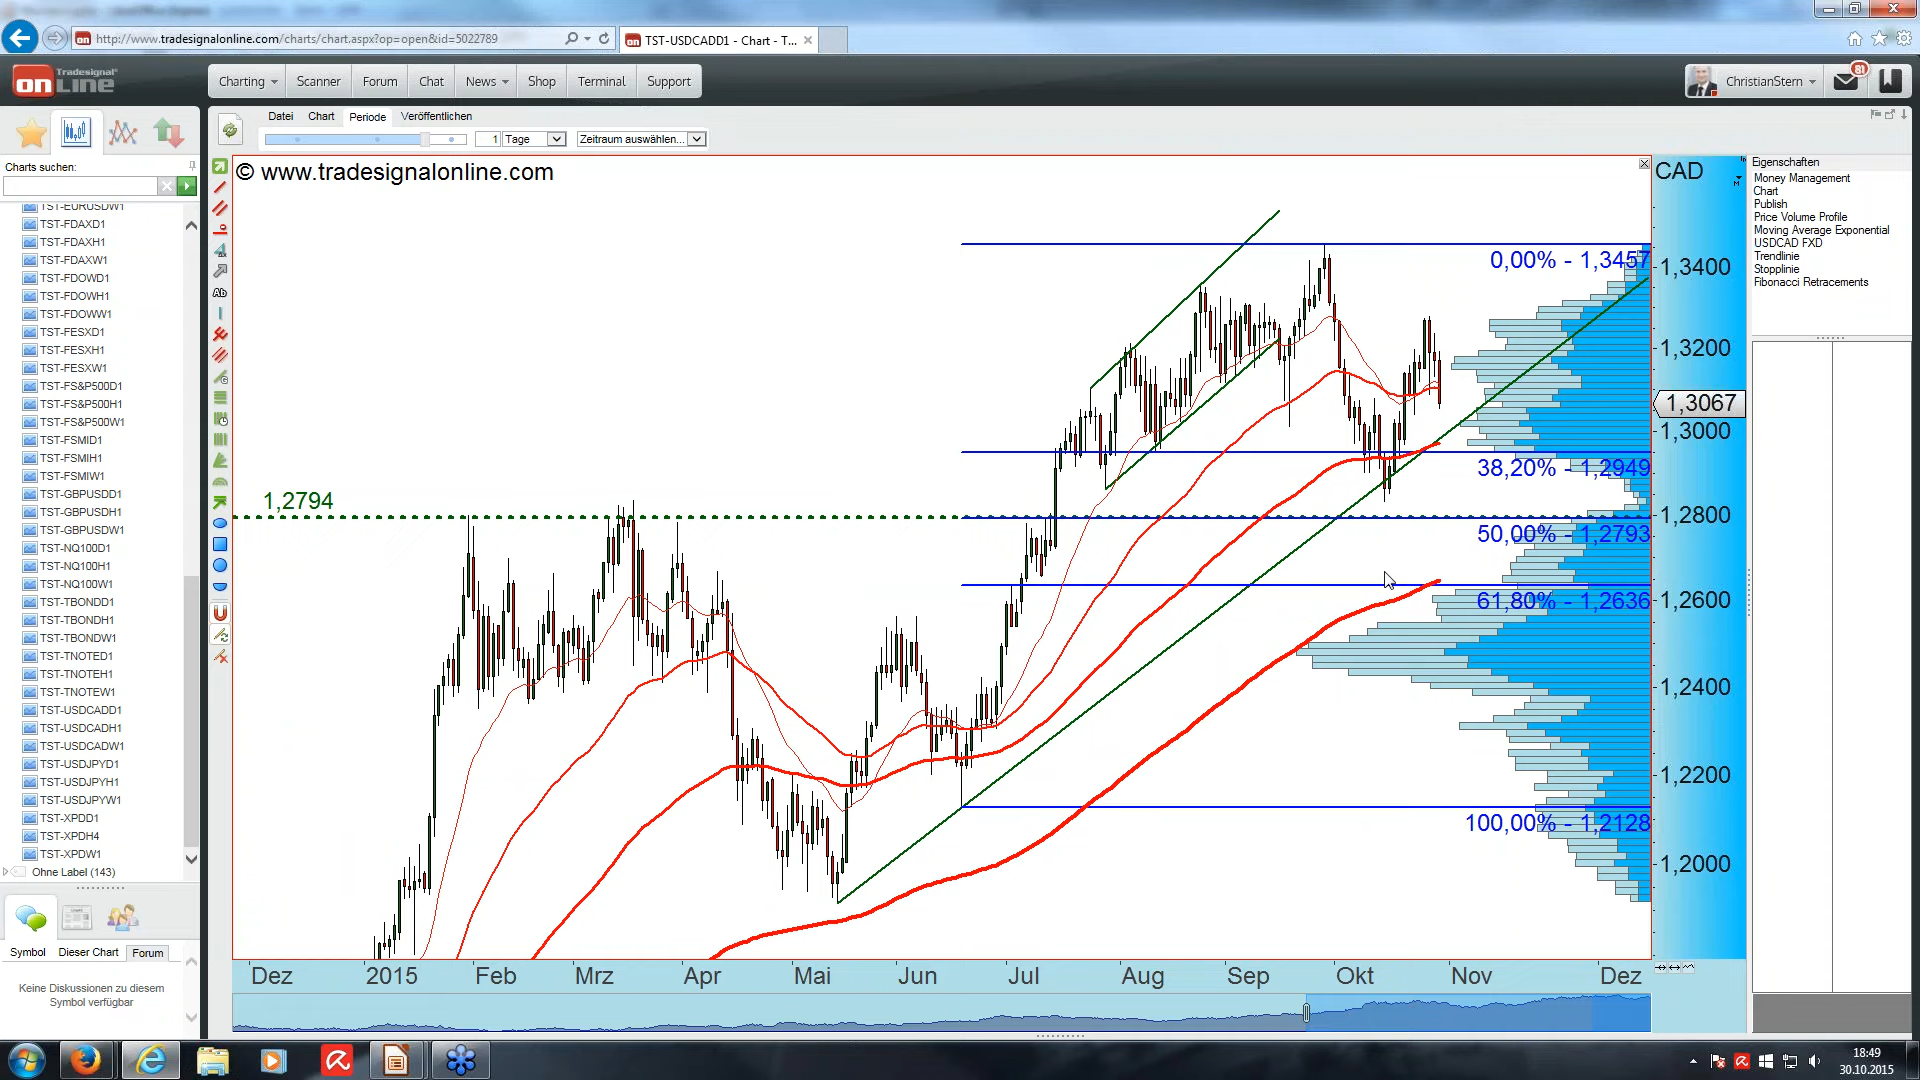 http://www.tradesignalonline.com/charts/chart.aspx?op=open&id=5022789
TST-USDCADD1 - Chart - T...
Tradesignal
on LINE
Charting
Scanner
Forum
Chat
News
Shop
Terminal
Support
ChristianStern
81
Datei
Chart
Periode
Veröffentlichen
1
Tage
Zeitraum auswählen...
Charts suchen:
TST-EURUSDW1
TST-FDAXD1
TST-FDAXH1
TST-FDAXW1
TST-FDOWD1
TST-FDOWH1
TST-FDOWW1
TST-FESXD1
TST-FESXH1
TST-FESXW1
TST-FS&P500D1
TST-FS&P500H1
TST-FS&P500W1
TST-FSMID1
TST-FSMIH1
TST-FSMIW1
TST-GBPUSDD1
TST-GBPUSDH1
TST-GBPUSDW1
TST-NQ100D1
TST-NQ100H1
TST-NQ100W1
TST-TBONDD1
TST-TBONDH1
TST-TBONDW1
TST-TNOTED1
TST-TNOTEH1
TST-TNOTEW1
TST-USDCADD1
TST-USDCADH1
TST-USDCADW1
TST-USDJPYD1
TST-USDJPYH1
TST-USDJPYW1
TST-XPDD1
TST-XPDH4
TST-XPDW1
Ohne Label (143)
Symbol
Dieser Chart
Forum
Keine Diskussionen zu diesem
Symbol verfügbar
Ab
© www.tradesignalonline.com
1,2794
0,00% - 1,3457
38,20% - 1,2949
50,00% - 1,2793
61,80% - 1,2636
100,00% - 1,2128
CAD
1,3400
1,3200
1,3067
1,3000
1,2800
1,2600
1,2400
1,2200
1,2000
Dez
2015
Feb
Mrz
Apr
Mai
Jun
Jul
Aug
Sep
Okt
Nov
Dez
Eigenschaften
Money Management
Chart
Publish
Price Volume Profile
Moving Average Exponential
USDCAD FXD
Trendlinie
Stopplinie
Fibonacci Retracements
18:49
30.10.2015